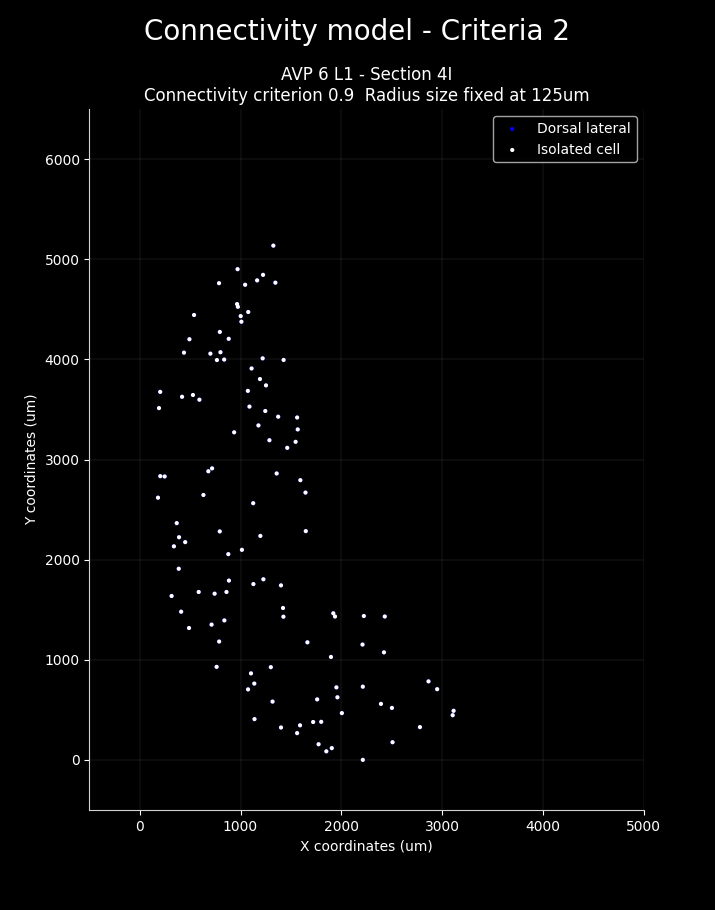 Connectivity model - Criteria 2
AVP 6 L1 - Section 4I
Connectivity criterion 0.9  Radius size fixed at 125um
Dorsal lateral
Isolated cell
6000
5000
4000
3000
2000
1000
0
Y coordinates (um)
0 1000 2000 3000 4000 5000
X coordinates (um)